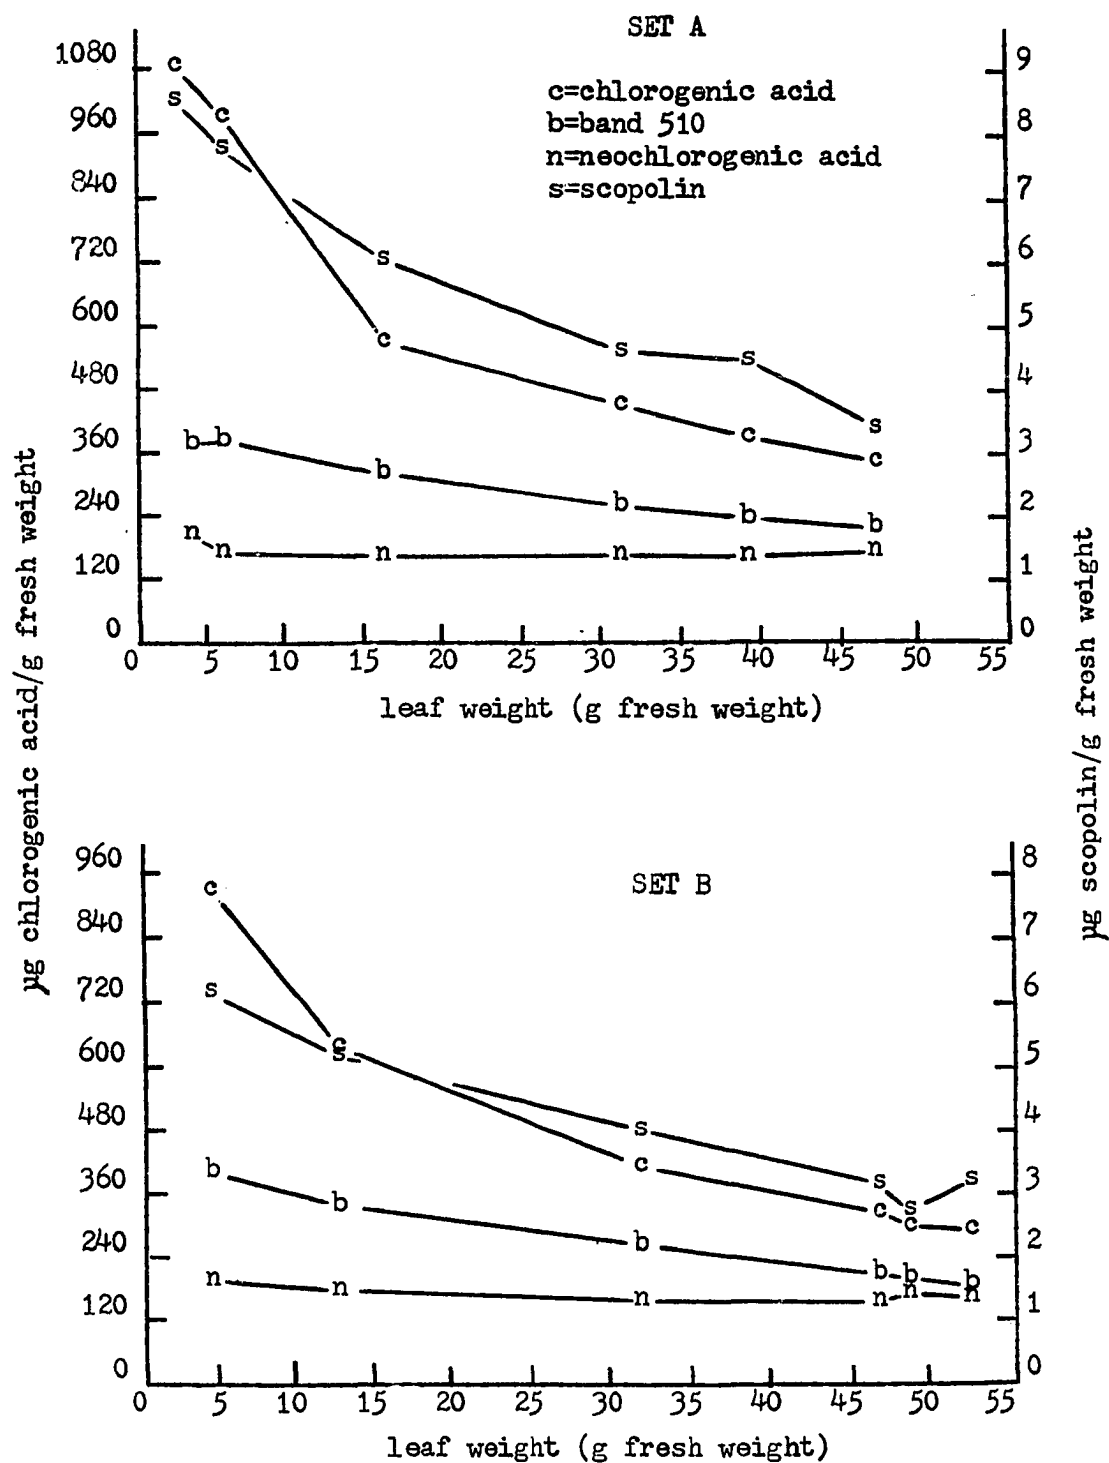 SET A
c=chlorogenic acid
b=band 510
n=neochlorogenic acid
s=scopolin
1080
960
840
720
600
480
360
240
120
0
9
8
7
6
5
4
3
2
1
0
c
s
c
s
s
c
s
c
s
c
s
c
b
b
b
b
b
b
n
n
n
n
n
n
0 5 10 15 20 25 30 35 40 45 50 55
leaf weight (g fresh weight)
µg chlorogenic acid/g fresh weight
µg scopolin/g fresh weight
SET B
960
840
720
600
480
360
240
120
0
8
7
6
5
4
3
2
1
0
c
s
c
s
s
c
s
c
s
c
s
c
b
b
b
b
b
b
n
n
n
n
n
n
0 5 10 15 20 25 30 35 40 45 50 55
leaf weight (g fresh weight)